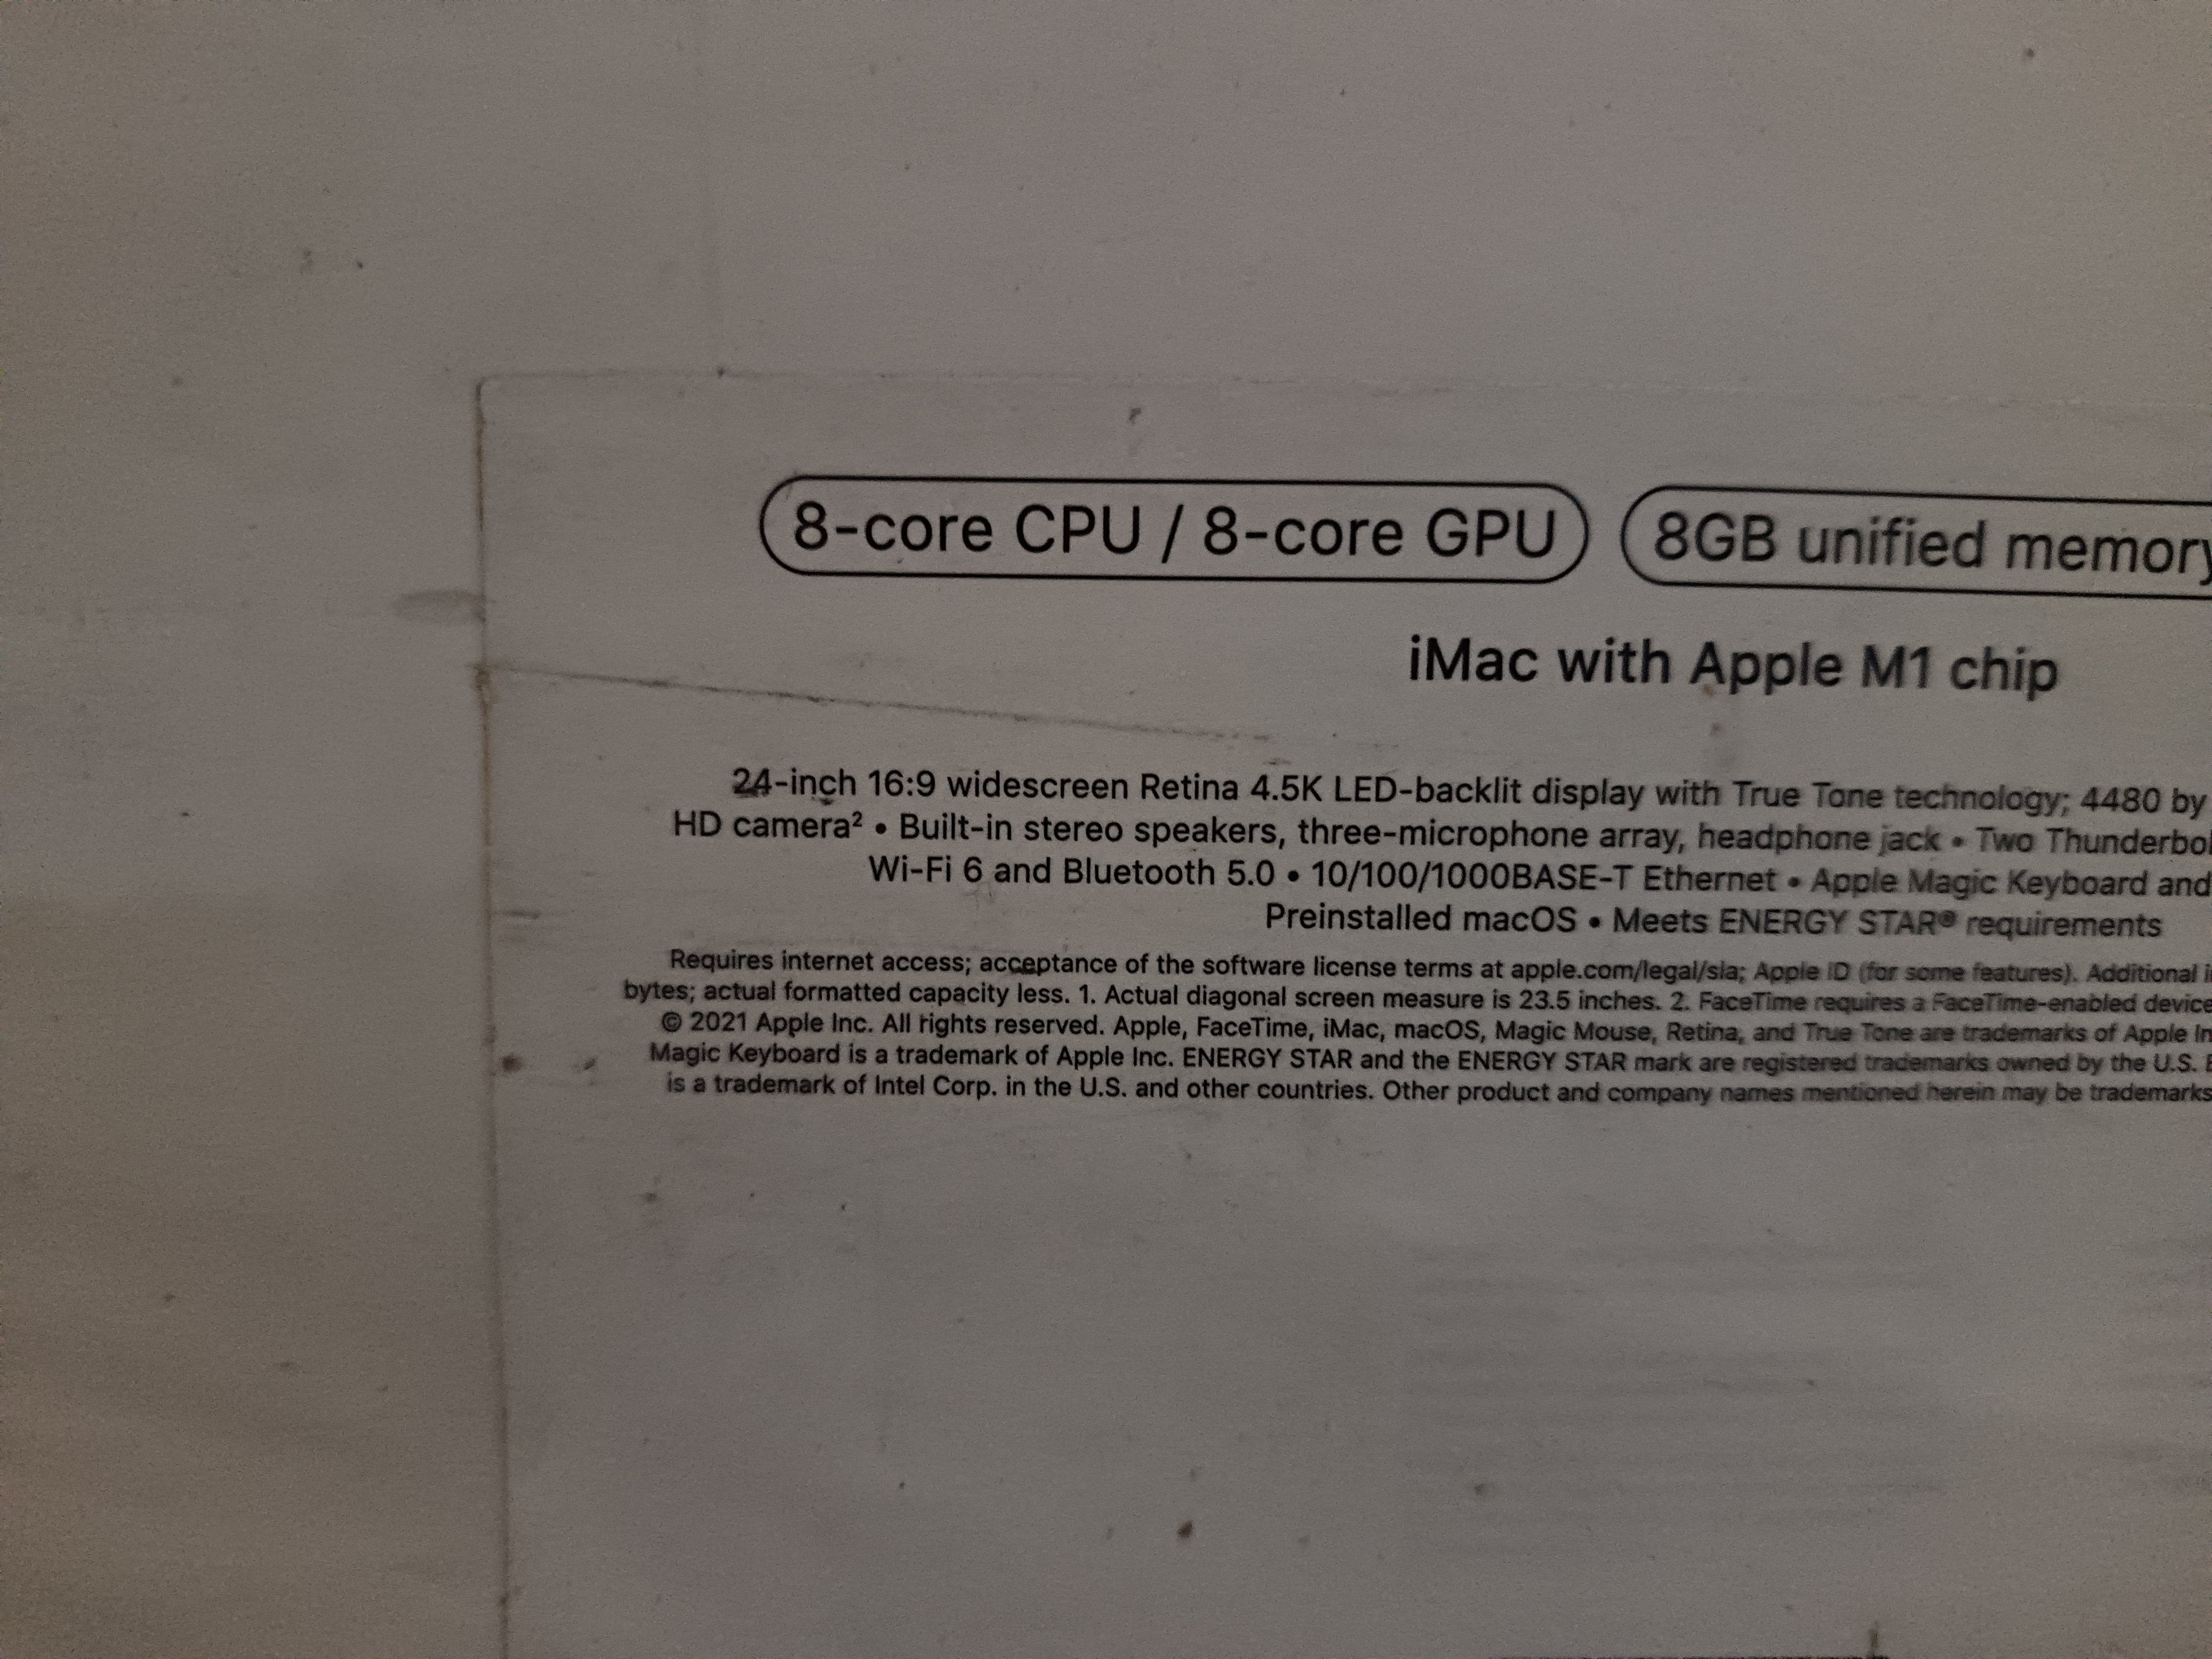 8-core CPU / 8-core GPU 8GB unified memory
iMac with Apple M1 chip
24-inch 16:9 widescreen Retina 4.5K LED-backlit display with True Tone technology; 4480 by
HD camera² • Built-in stereo speakers, three-microphone array, headphone jack • Two
Wi-Fi 6 and Bluetooth 5.0 • 10/100/1000BASE-T Ethernet • Apple Magic Keyboard and
Preinstalled macOS • Meets ENERGY STAR® requirements
Requires internet access; acceptance of the software license terms at apple.com/legal/sla; Apple ID (for some features). Additional
bytes; actual formatted capacity less. 1. Actual diagonal screen measure is 23.5 inches. 2. FaceTime requires a FaceTime-enabled device
© 2021 Apple Inc. All rights reserved. Apple, FaceTime, iMac, macOS, Magic Mouse, Retina, and True Tone are trademarks of Apple
Magic Keyboard is a trademark of Apple Inc. ENERGY STAR and the ENERGY STAR mark are registered trademarks owned by the U.S.
is a trademark of Intel Corp. in the U.S. and other countries. Other product and company names mentioned herein may be trademarks